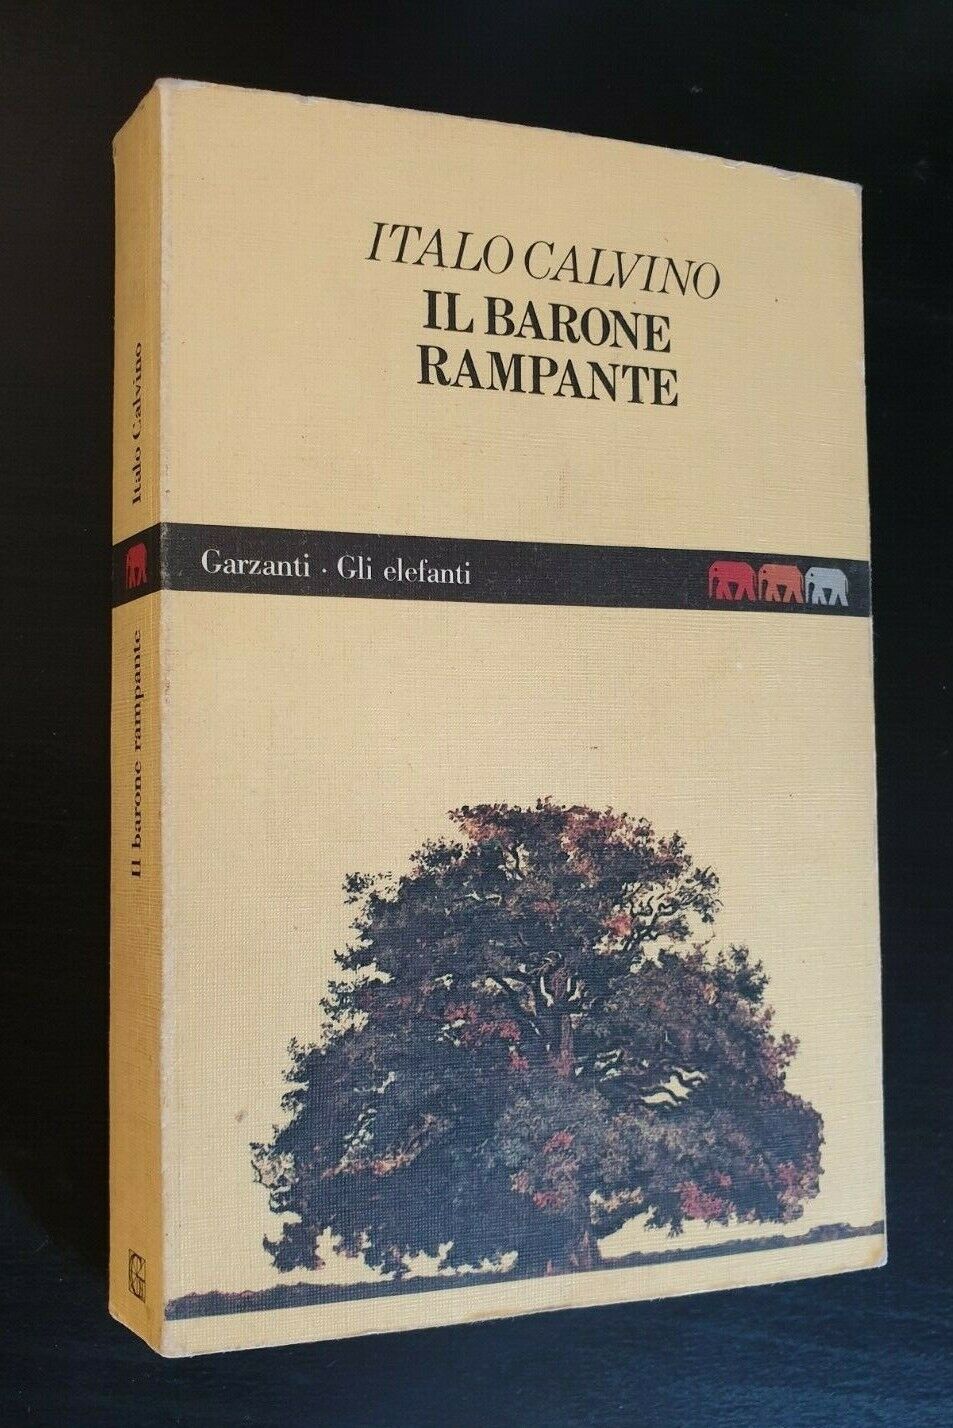 ITALO CALVINO
IL BARONE
RAMPANTE
Garzanti · Gli elefanti
Italo Calvino
Il barone rampante